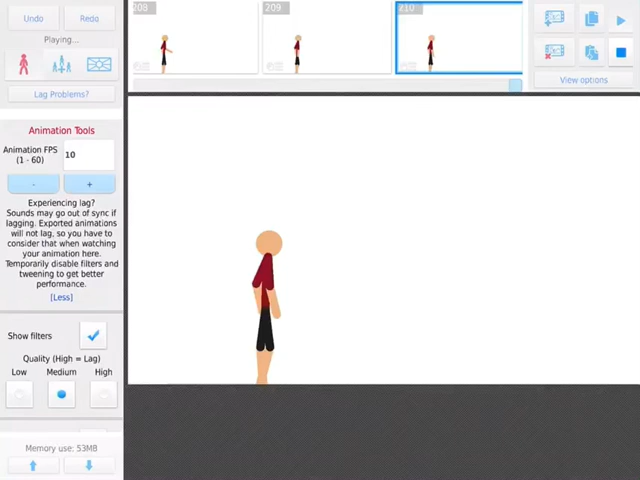 Undo Redo
208 209 210
Playing...
View options
Lag Problems?
Animation Tools
Animation FPS
(1 - 60)
10
- +
Experiencing lag?
Sounds may go out of sync if
lagging. Exported animations
will not lag, so you have to
consider that when watching
your animation here.
Temporarily disable filters and
tweening to get better
performance.
[Less]
Show filters
Quality (High = Lag)
Low Medium High
Memory use: 53MB